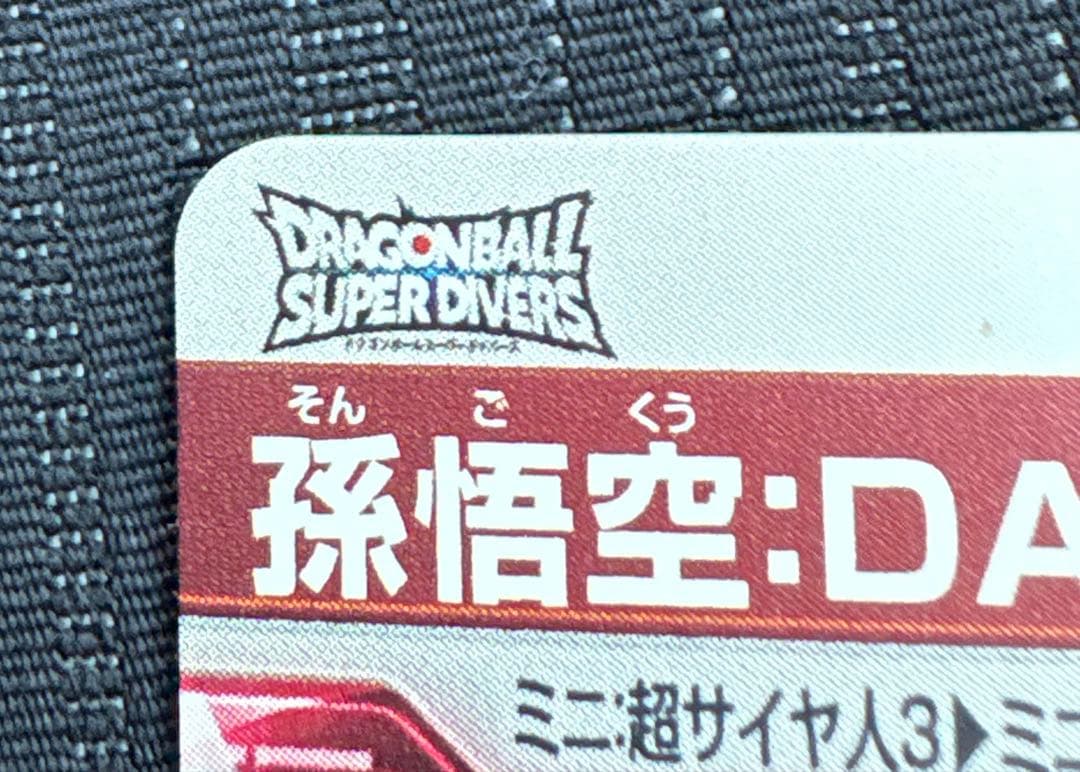 DRAGONBALL
SUPER DIVERS
ドラゴンボールスーパーダイバーズ
そん ご くう
孫悟空:DA
ミニ:超サイヤ人3▶ミニ